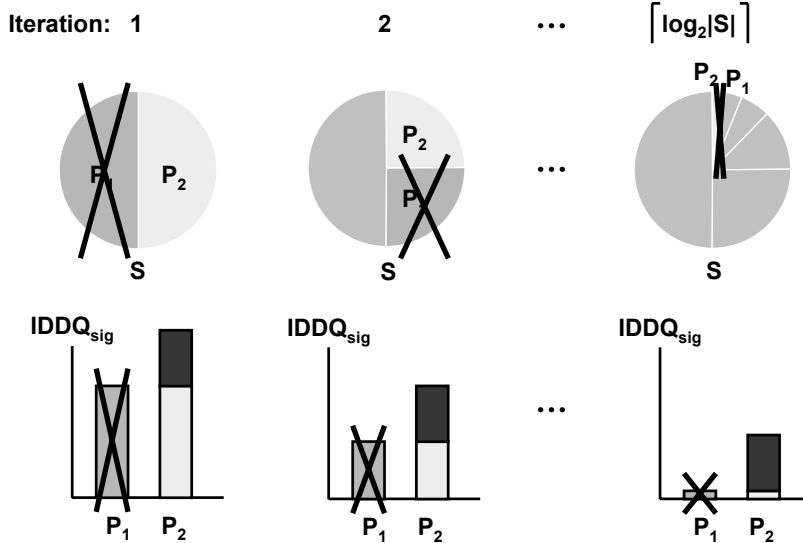 Iteration: 1 2 ... ⌈log₂|S|⌉
P₂ P₁
P₁ P₂ P₂ ...
P₁
S S S
IDDQsig IDDQsig IDDQsig
...
P₁ P₂ P₁ P₂ P₁ P₂